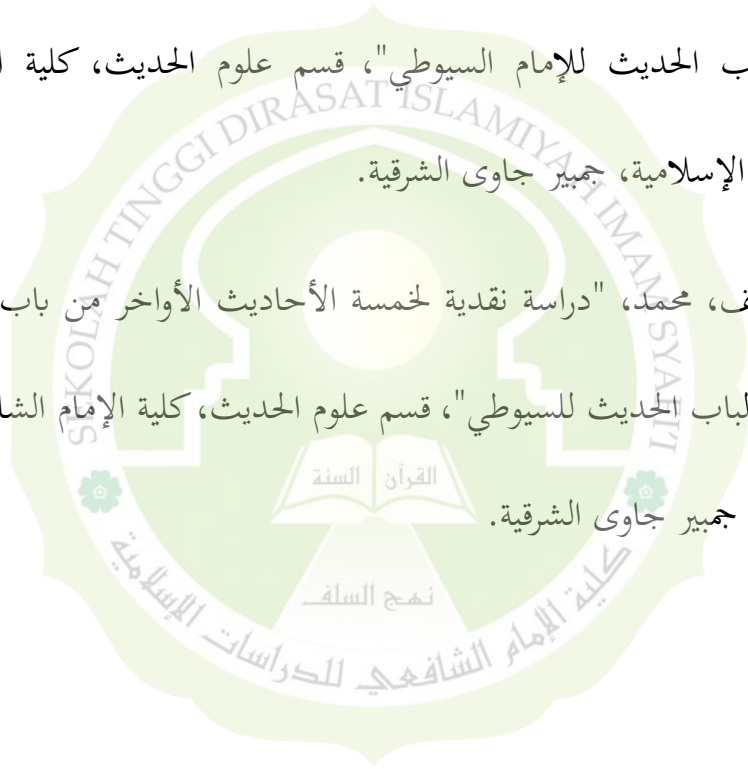 ب الحديث للإمام السيوطي"، قسم علوم الحديث، كلية ا
الإسلامية، جمبير جاوى الشرقية.
ف، محمد، "دراسة نقدية لخمسة الأحاديث الأواخر من باب
لباب الحديث للسيوطي"، قسم علوم الحديث، كلية الإمام الشا
جمبير جاوى الشرقية.
SEKOLAH TINGGI DIRASAT ISLAMIYAH IMAM SYAFI'I
القرآن السنة
نهج السلف
كلية الإمام الشافعي للدراسات الإسلامية